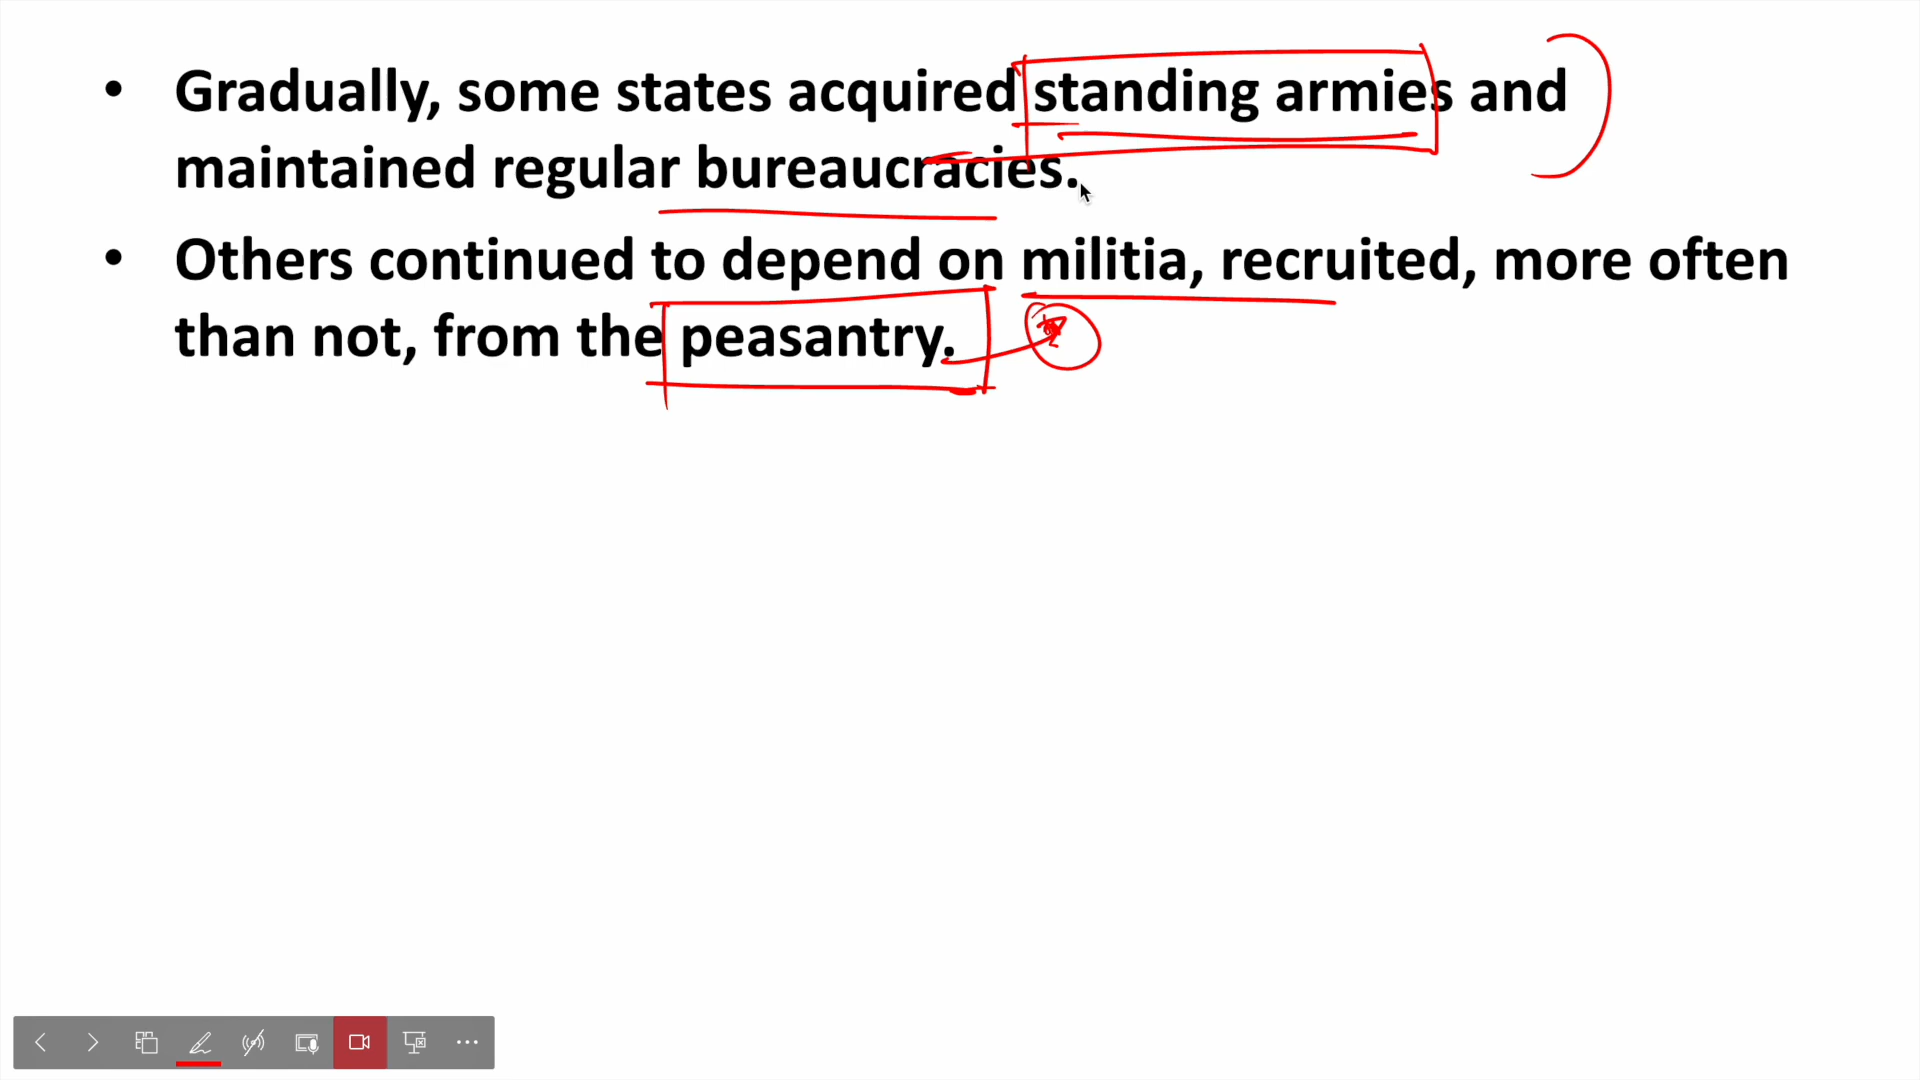 • Gradually, some states acquired standing armies and
maintained regular bureaucracies.
• Others continued to depend on militia, recruited, more often
than not, from the peasantry.